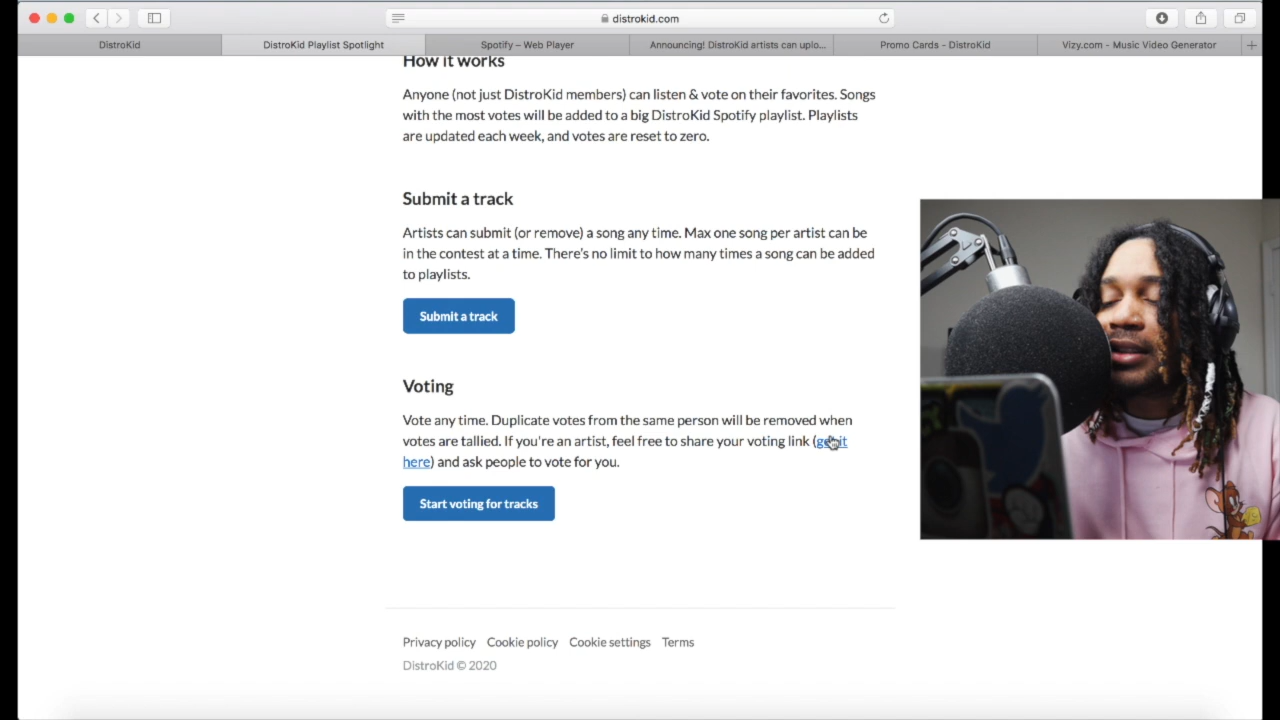 distrokid.com
DistroKid
DistroKid Playlist Spotlight
Spotify – Web Player
Announcing! DistroKid artists can uplo...
Promo Cards - DistroKid
Vizy.com - Music Video Generator
How it works
Anyone (not just DistroKid members) can listen & vote on their favorites. Songs
with the most votes will be added to a big DistroKid Spotify playlist. Playlists
are updated each week, and votes are reset to zero.
Submit a track
Artists can submit (or remove) a song any time. Max one song per artist can be
in the contest at a time. There's no limit to how many times a song can be added
to playlists.
Submit a track
Voting
Vote any time. Duplicate votes from the same person will be removed when
votes are tallied. If you're an artist, feel free to share your voting link (get it
here) and ask people to vote for you.
Start voting for tracks
Privacy policy Cookie policy Cookie settings Terms
DistroKid © 2020